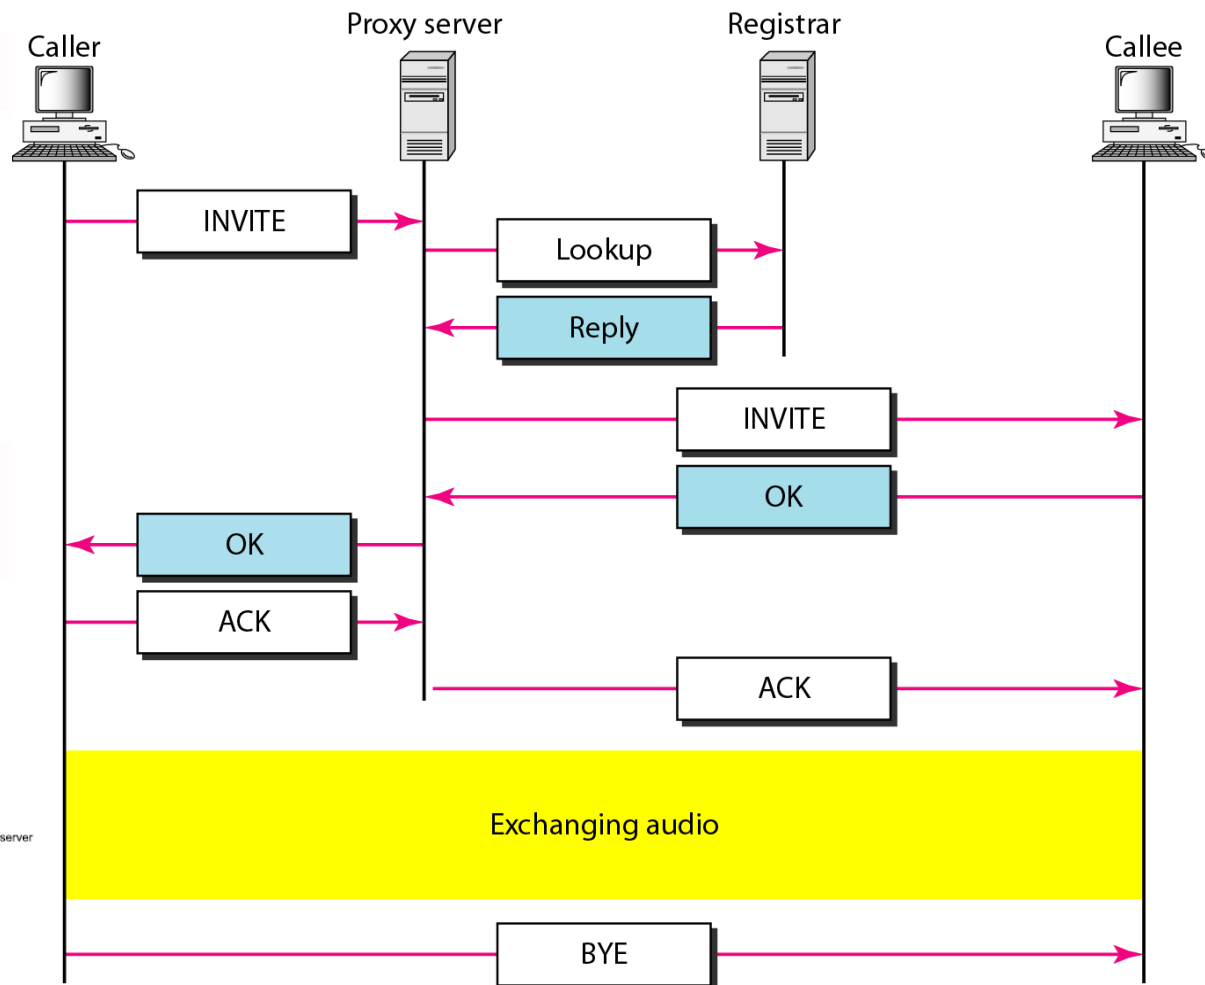 Proxy server
Registrar
Caller
Callee
INVITE
Lookup
Reply
INVITE
OK
OK
ACK
ACK
Exchanging audio
server
BYE